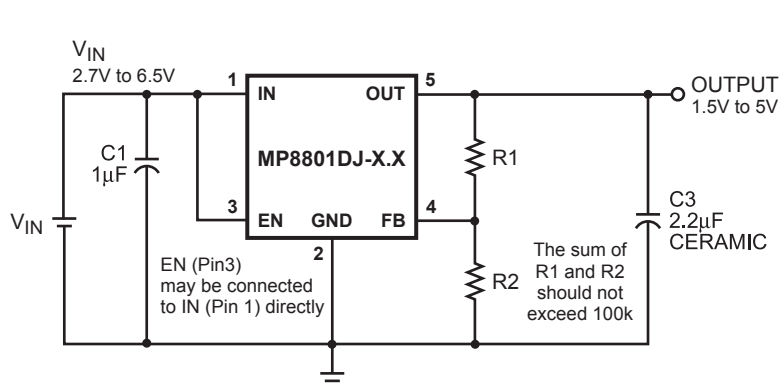 VIN
2.7V to 6.5V
1
5
IN
OUT
OUTPUT
1.5V to 5V
MP8801DJ-X.X
C1
1μF
R1
3
4
EN
GND
FB
2
VIN
C3
2.2μF
CERAMIC
EN (Pin3)
may be connected
to IN (Pin 1) directly
R2
The sum of
R1 and R2
should not
exceed 100k